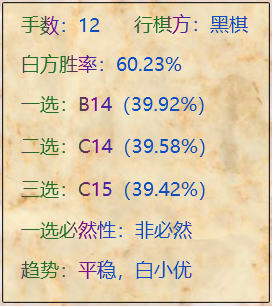 手数：12 行棋方：黑棋
白方胜率：60.23%
一选：B14（39.92%）
二选：C14（39.58%）
三选：C15（39.42%）
一选必然性：非必然
趋势：平稳，白小优